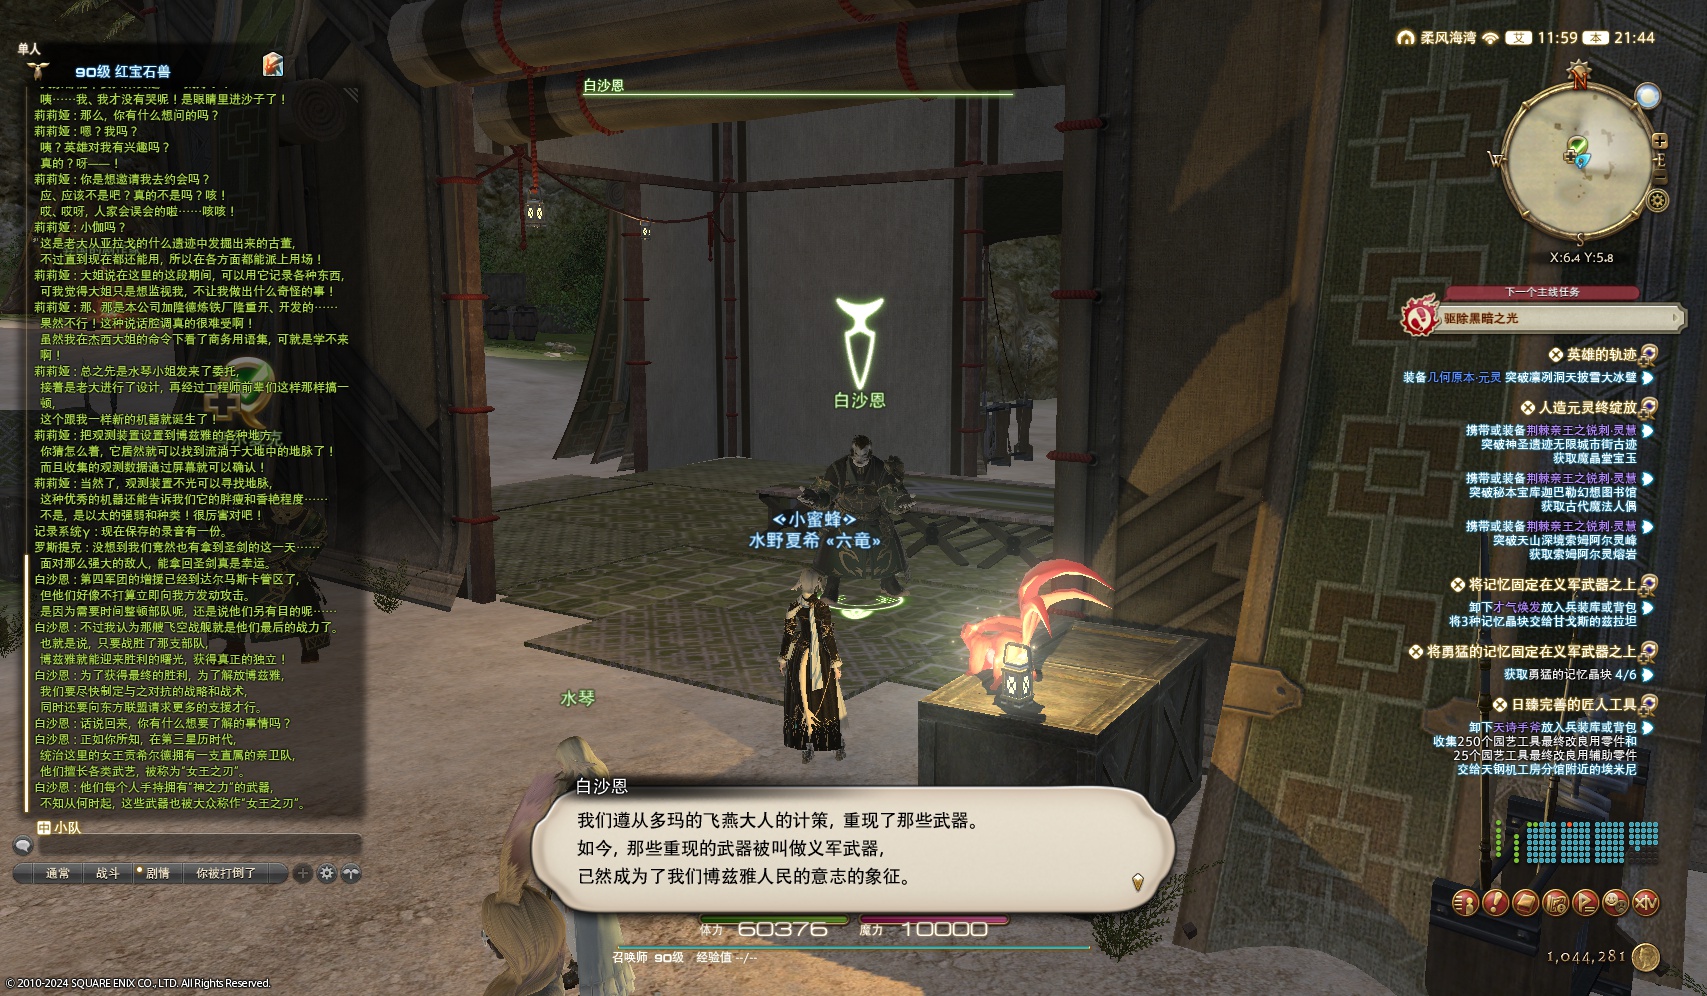 单人
90级 红宝石兽
咦……我、我才没有哭呢！是眼睛里进沙子了！
莉莉娅：那么，你有什么想问的吗？
莉莉娅：嗯？我吗？
咦？英雄对我有兴趣吗？
真的？呀——！
莉莉娅：你是想邀请我去约会吗？
应、应该不是吧？真的不是吗？咳！
哎、哎呀，人家会误会的啦……咳咳！
莉莉娅：小伽吗？
这是老大从亚拉戈的什么遗迹中发掘出来的古董，
不过直到现在都还能用，所以在各方面都能派上用场！
莉莉娅：大姐说在这里的这段期间，可以用它记录各种东西，
可我觉得大姐只是想监视我，不让我做出什么奇怪的事！
莉莉娅：那、那是本公司加隆德炼铁厂隆重开、开发的……
果然不行！这种说话腔调真的很难受啊！
虽然我在杰西大姐的命令下看了商务用语集，可就是学不来
啊！
莉莉娅：总之先是水琴小姐发来了委托，
接着是老大进行了设计，再经过工程师前辈们这样那样搞一
顿，
这个跟我一样新的机器就诞生了！
莉莉娅：把观测装置设置到博兹雅的各种地方，
你猜怎么着，它居然就可以找到流淌于大地中的地脉了！
而且收集的观测数据通过屏幕就可以确认！
莉莉娅：当然了，观测装置不光可以寻找地脉，
这种优秀的机器还能告诉我们它的胖瘦和香艳程度……
不是，是以太的强弱和种类！很厉害对吧！
记录系统γ：现在保存的录音有一份。
罗斯提克：没想到我们竟然也有拿到圣剑的这一天……
面对那么强大的敌人，能拿回圣剑真是幸运。
白沙恩：第四军团的增援已经到达尔马斯卡管区了，
但他们好像不打算立即向我方发动攻击。
是因为需要时间整顿部队呢，还是说他们另有目的呢……
白沙恩：不过我认为那艘飞空战舰就是他们最后的战力了。
也就是说，只要战胜了那支部队，
博兹雅就能迎来胜利的曙光，获得真正的独立！
白沙恩：为了获得最终的胜利，为了解放博兹雅，
我们要尽快制定与之对抗的战略和战术，
同时还要向东方联盟请求更多的支援才行。
白沙恩：话说回来，你有什么想要了解的事情吗？
白沙恩：正如你所知，在第三星历时代，
统治这里的女王贡希尔德拥有一支直属的亲卫队，
他们擅长各类武艺，被称为“女王之刃”。
白沙恩：他们每个人手持拥有“神之力”的武器，
不知从何时起，这些武器也被大众称作“女王之刃”。
小队
通常 战斗 剧情 你被打倒了
白沙恩
白沙恩
小蜜蜂
水野夏希 «六竜»
水琴
白沙恩
我们遵从多玛的飞燕大人的计策，重现了那些武器。
如今，那些重现的武器被叫做义军武器，
已然成为了我们博兹雅人民的意志的象征。
体力 60376 魔力 10000
召唤师 90级 经验值 --/--
柔风海湾 艾 11:59 本 21:44
N
W E
S
X:6.4 Y:5.8
下一个主线任务
驱除黑暗之光
英雄的轨迹
装备几何原本·元灵 突破凛冽洞天披雪大冰壁
人造元灵终绽放
携带或装备荆棘亲王之锐刺·灵慧
突破神圣遗迹无限城市街古迹
获取魔晶堂宝玉
携带或装备荆棘亲王之锐刺·灵慧
突破秘本宝库迦巴勒幻想图书馆
获取古代魔法人偶
携带或装备荆棘亲王之锐刺·灵慧
突破天山深境索姆阿尔灵峰
获取索姆阿尔灵熔岩
将记忆固定在义军武器之上
卸下才气焕发放入兵装库或背包
将3种记忆晶块交给甘戈斯的兹拉坦
将勇猛的记忆固定在义军武器之上
获取勇猛的记忆晶块 4/6
日臻完善的匠人工具
卸下天诗手斧放入兵装库或背包
收集250个园艺工具最终改良用零件和
25个园艺工具最终改良用辅助零件
交给天钢机工房分馆附近的埃米尼
XIV
1,044,281
© 2010-2024 SQUARE ENIX CO., LTD. All Rights Reserved.